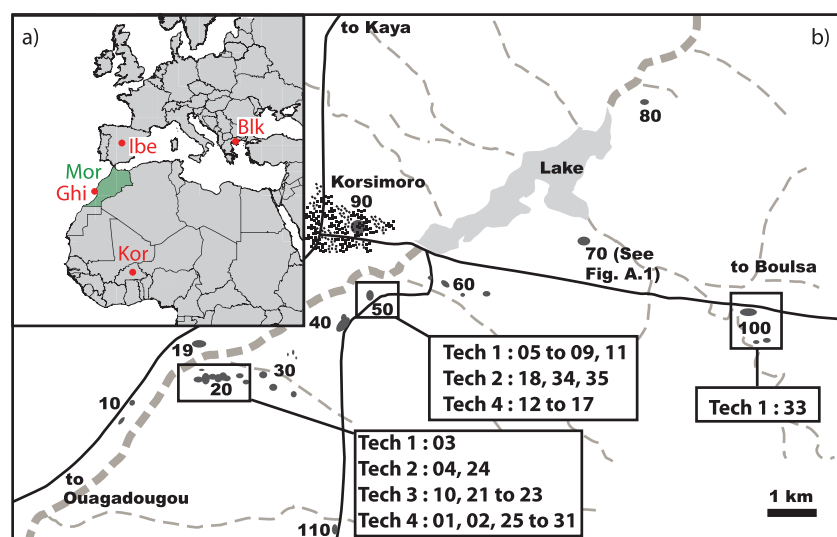 a)
Blk
Ibe
Mor
Ghi
Kor
b)
to Kaya
80
Lake
Korsimoro
90
70 (See
Fig. A.1)
to Boulsa
60
50
100
40
19
30
20
10
Tech 1 : 05 to 09, 11
Tech 2 : 18, 34, 35
Tech 4 : 12 to 17
Tech 1 : 33
Tech 1 : 03
Tech 2 : 04, 24
Tech 3 : 10, 21 to 23
Tech 4 : 01, 02, 25 to 31
to
Ouagadougou
110
1 km